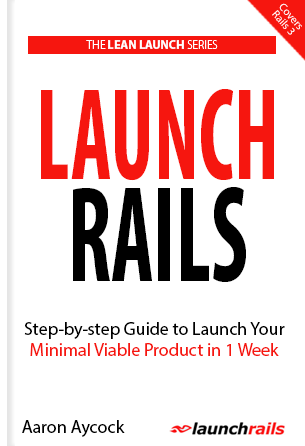 Covers
Rails 3
THE LEAN LAUNCH SERIES
LAUNCH
RAILS
Step-by-step Guide to Launch Your
Minimal Viable Product in 1 Week
Aaron Aycock
launchrails